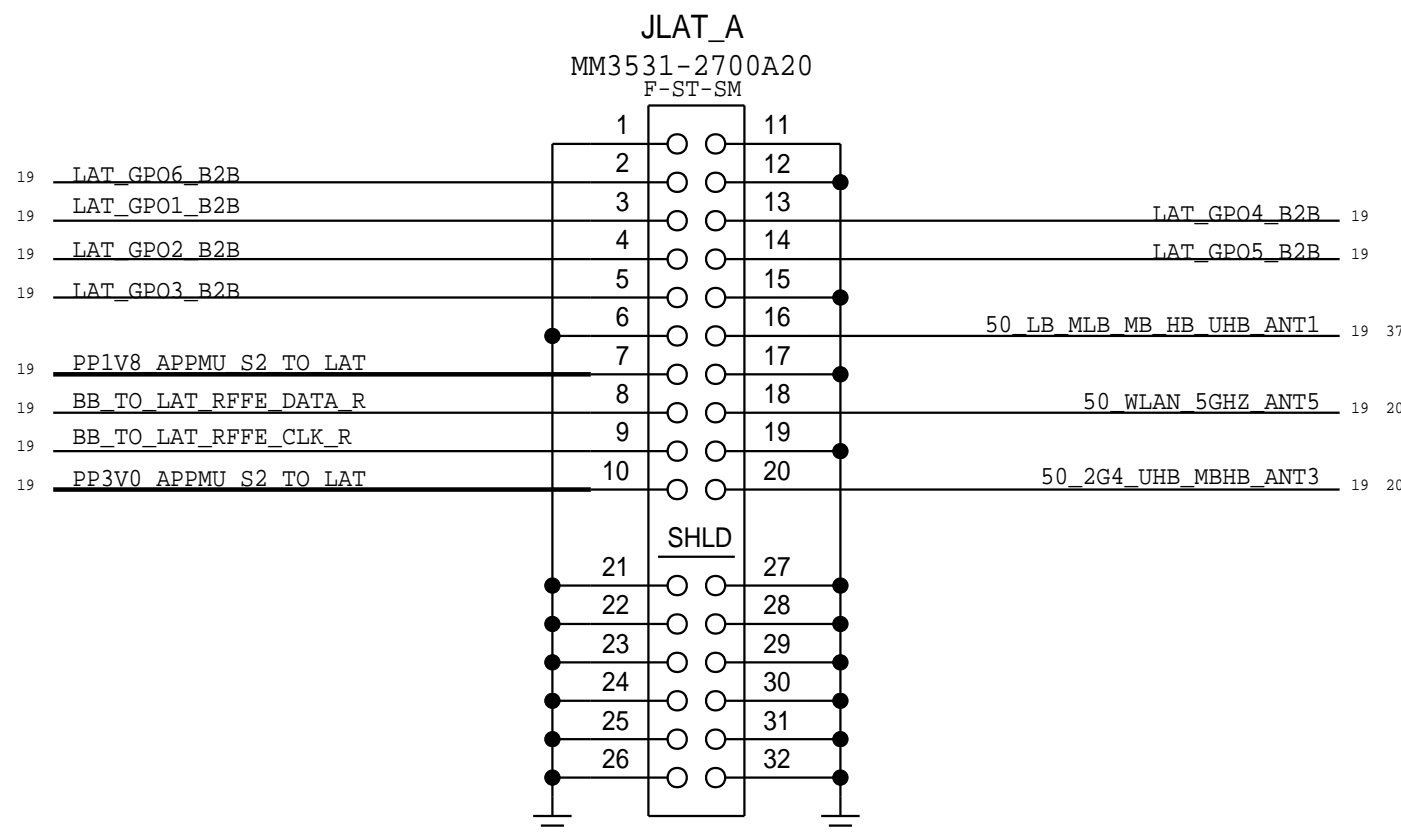 JLAT_A
MM3531-2700A20
F-ST-SM
1 11
19 LAT_GPO6_B2B 2 12
19 LAT_GPO1_B2B 3 13 LAT_GPO4_B2B 19
19 LAT_GPO2_B2B 4 14 LAT_GPO5_B2B 19
19 LAT_GPO3_B2B 5 15
6 16 50_LB_MLB_MB_HB_UHB_ANT1 19 37
19 PP1V8_APPMU_S2_TO_LAT 7 17
19 BB_TO_LAT_RFFE_DATA_R 8 18 50_WLAN_5GHZ_ANT5 19 20
19 BB_TO_LAT_RFFE_CLK_R 9 19
19 PP3V0_APPMU_S2_TO_LAT 10 20 50_2G4_UHB_MBHB_ANT3 19 20
SHLD
21 27
22 28
23 29
24 30
25 31
26 32